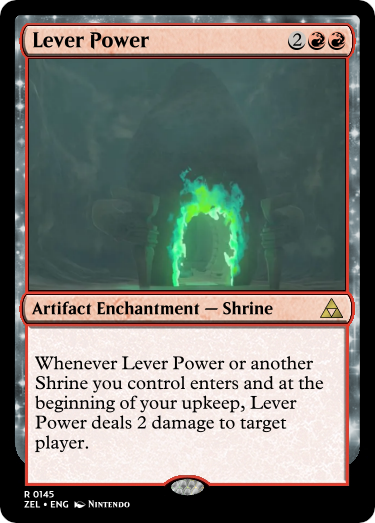 Lever Power 2
Artifact Enchantment — Shrine
Whenever Lever Power or another
Shrine you control enters and at the
beginning of your upkeep, Lever
Power deals 2 damage to target
player.
R 0145
ZEL • ENG Nintendo